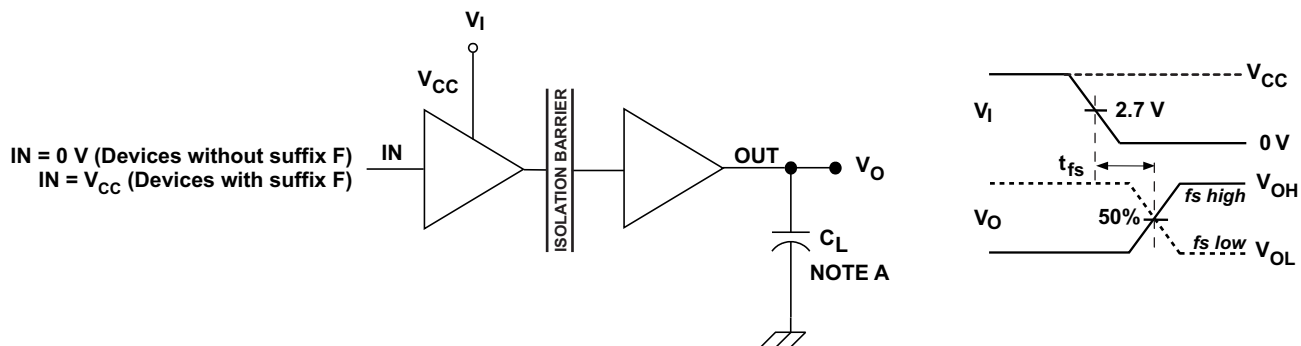 VI
VCC
IN = 0 V (Devices without suffix F)
IN = VCC (Devices with suffix F)
IN
ISOLATION BARRIER
OUT
VO
CL
NOTE A
VCC
VI
2.7 V
0 V
tfs
VOH
fs high
VO
50%
fs low
VOL